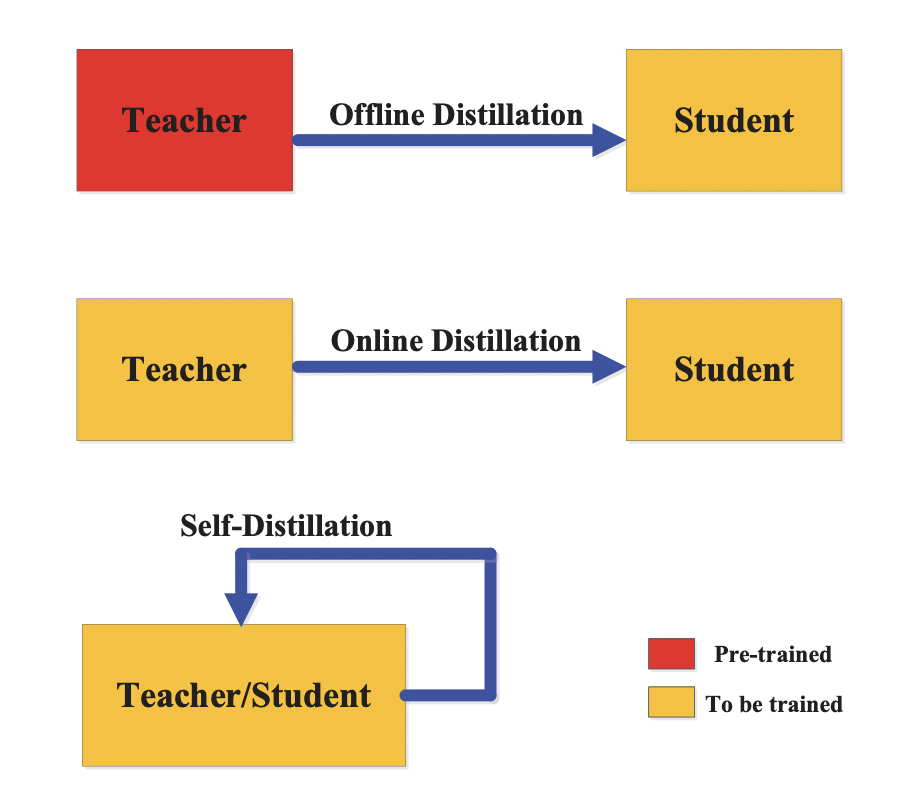 Teacher
Offline Distillation
Student
Teacher
Online Distillation
Student
Self-Distillation
Teacher/Student
Pre-trained
To be trained